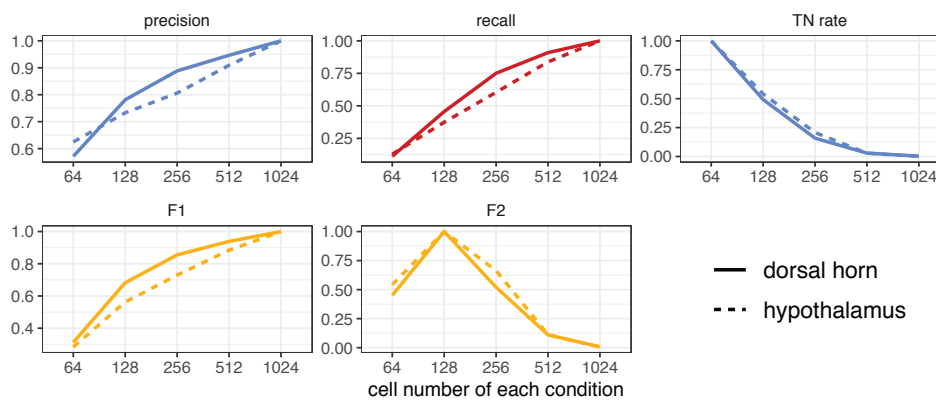 precision
1.0
0.9
0.8
0.7
0.6
64 128 256 512 1024
recall
1.00
0.75
0.50
0.25
64 128 256 512 1024
TN rate
1.00
0.75
0.50
0.25
0.00
64 128 256 512 1024
F1
1.0
0.8
0.6
0.4
64 128 256 512 1024
F2
1.00
0.75
0.50
0.25
0.00
64 128 256 512 1024
cell number of each condition
dorsal horn
hypothalamus